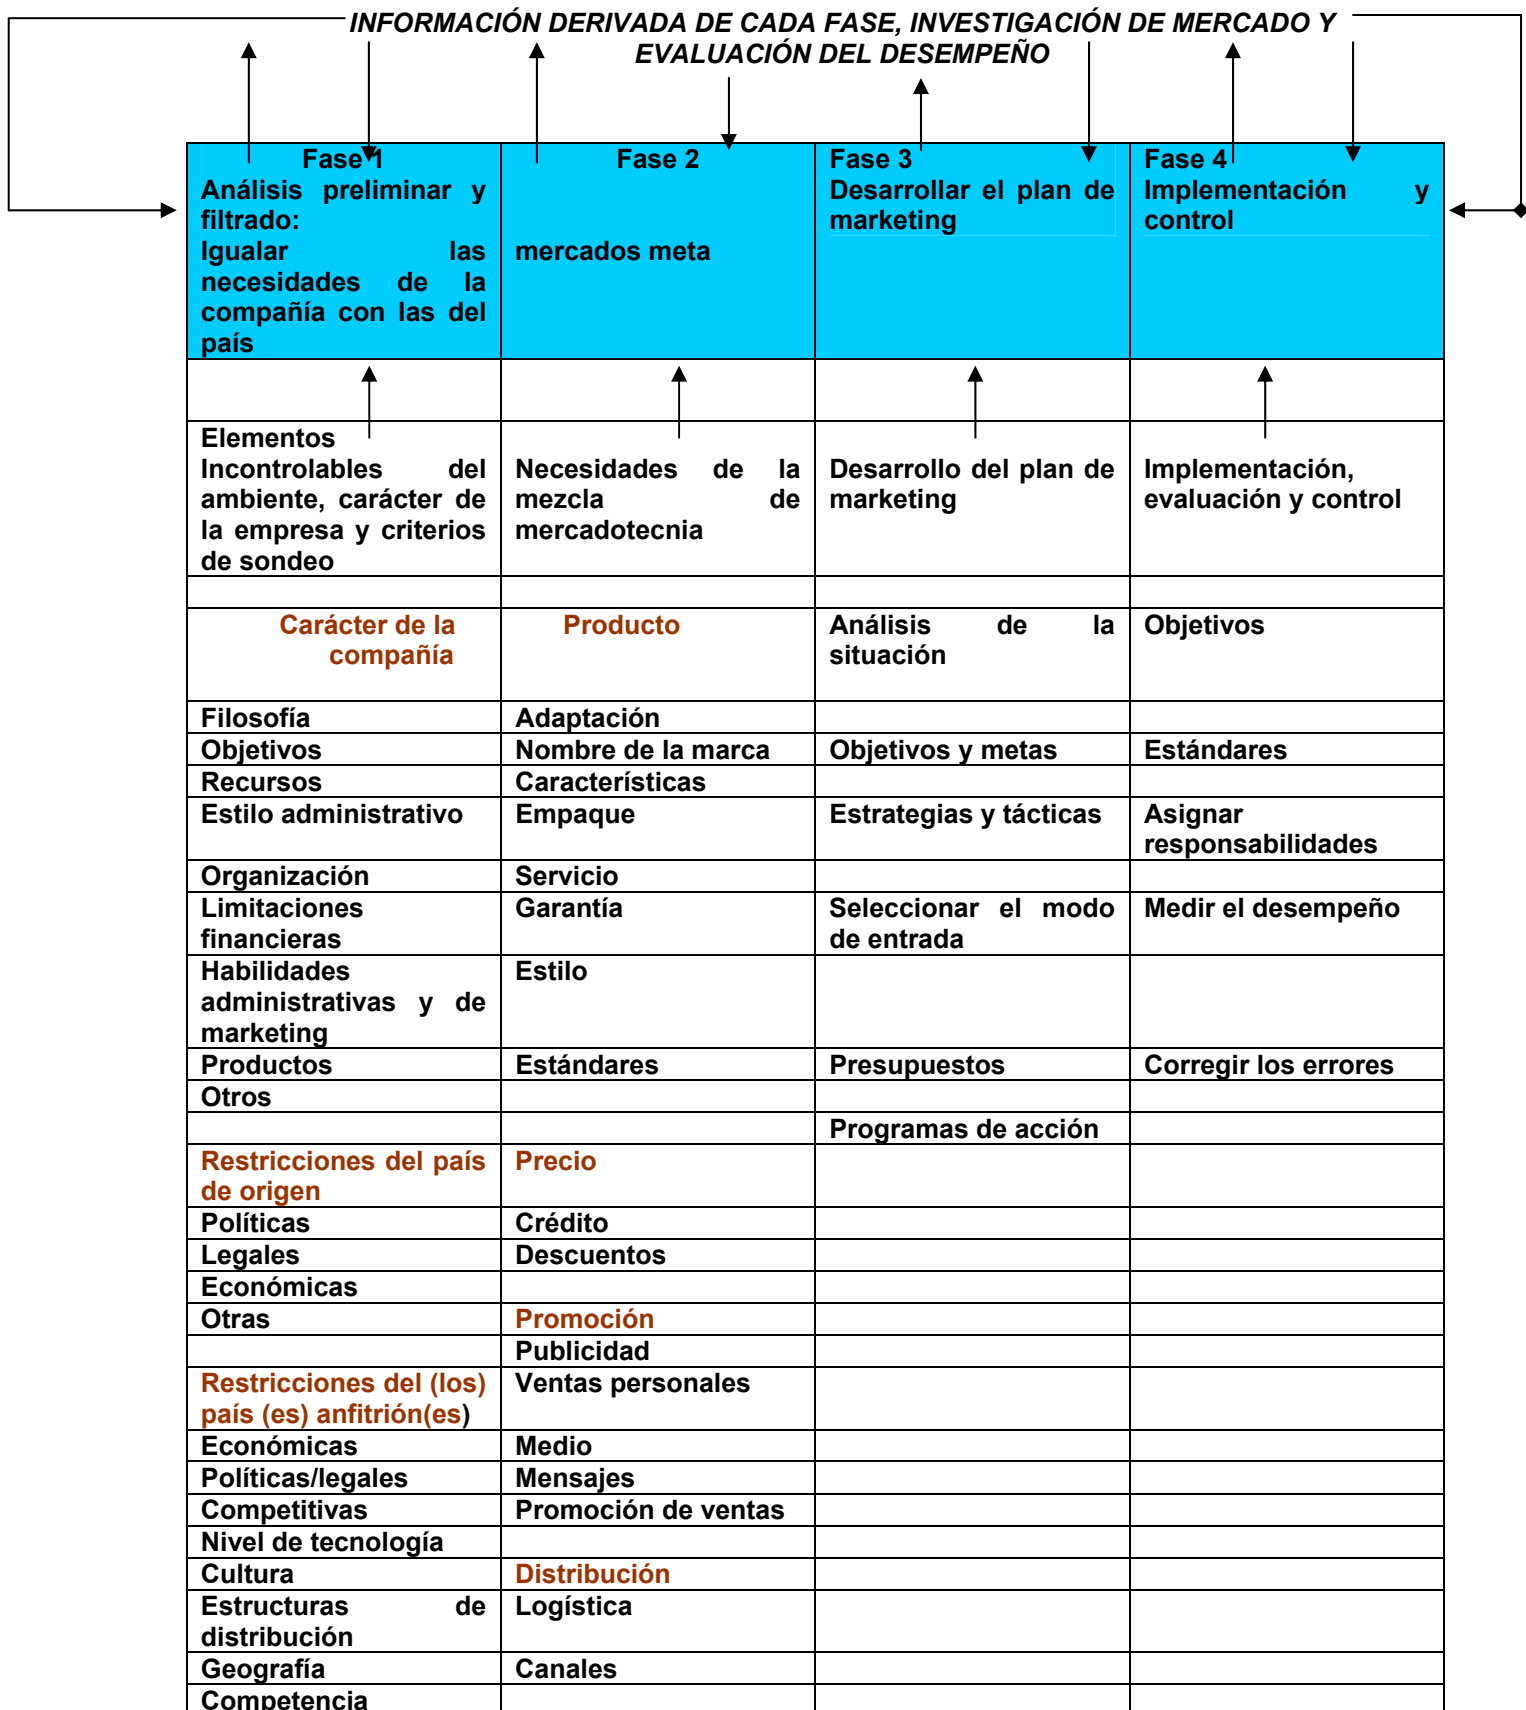 INFORMACIÓN DERIVADA DE CADA FASE, INVESTIGACIÓN DE MERCADO Y
EVALUACIÓN DEL DESEMPEÑO
Fase 1
Análisis preliminar y
filtrado:
Igualar las
necesidades de la
compañía con las del
país
Fase 2
mercados meta
Fase 3
Desarrollar el plan de
marketing
Fase 4
Implementación y
control
Elementos
Incontrolables del
ambiente, carácter de
la empresa y criterios
de sondeo
Necesidades de la
mezcla de
mercadotecnia
Desarrollo del plan de
marketing
Implementación,
evaluación y control
Carácter de la
compañía
Producto
Análisis de la
situación
Objetivos
Filosofía
Adaptación
Objetivos
Nombre de la marca
Objetivos y metas
Estándares
Recursos
Características
Estilo administrativo
Empaque
Estrategias y tácticas
Asignar
responsabilidades
Organización
Servicio
Limitaciones
financieras
Garantía
Seleccionar el modo
de entrada
Medir el desempeño
Habilidades
administrativas y de
marketing
Estilo
Productos
Estándares
Presupuestos
Corregir los errores
Otros
Programas de acción
Restricciones del país
de origen
Precio
Políticas
Crédito
Legales
Descuentos
Económicas
Otras
Promoción
Publicidad
Restricciones del (los)
país (es) anfitrión(es)
Ventas personales
Económicas
Medio
Políticas/legales
Mensajes
Competitivas
Promoción de ventas
Nivel de tecnología
Cultura
Distribución
Estructuras de
distribución
Logística
Geografía
Canales
Competencia